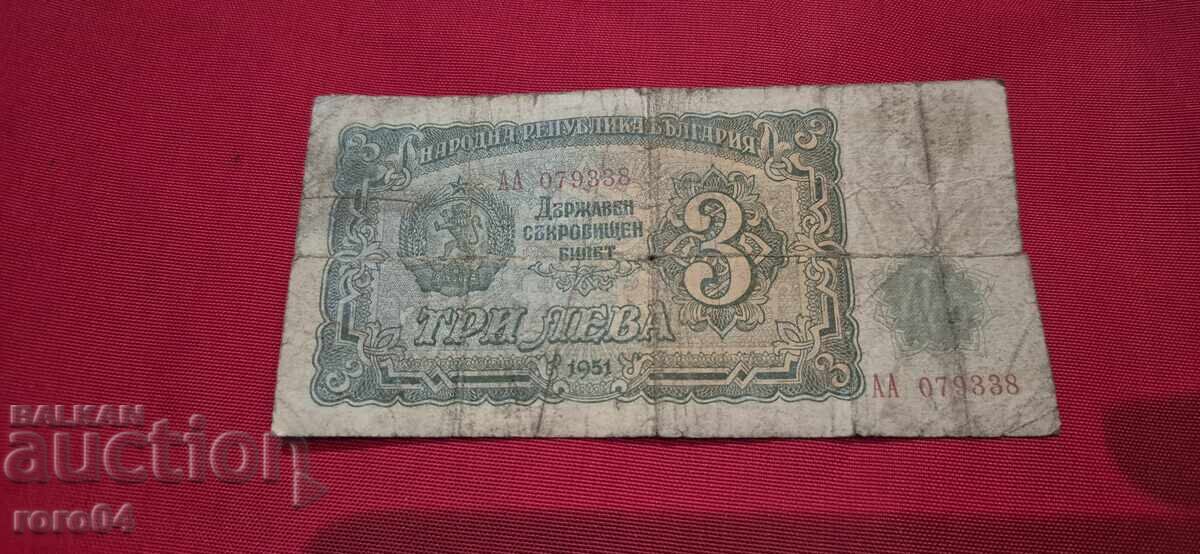 НАРОДНА РЕПУБЛИКА БЪЛГАРИЯ
АА 079338
ДЪРЖАВЕН
СЪКРОВИЩЕН
БИЛЕТ
3
ТРИ ЛЕВА
1951
АА 079338
BALKAN
auction
roro04